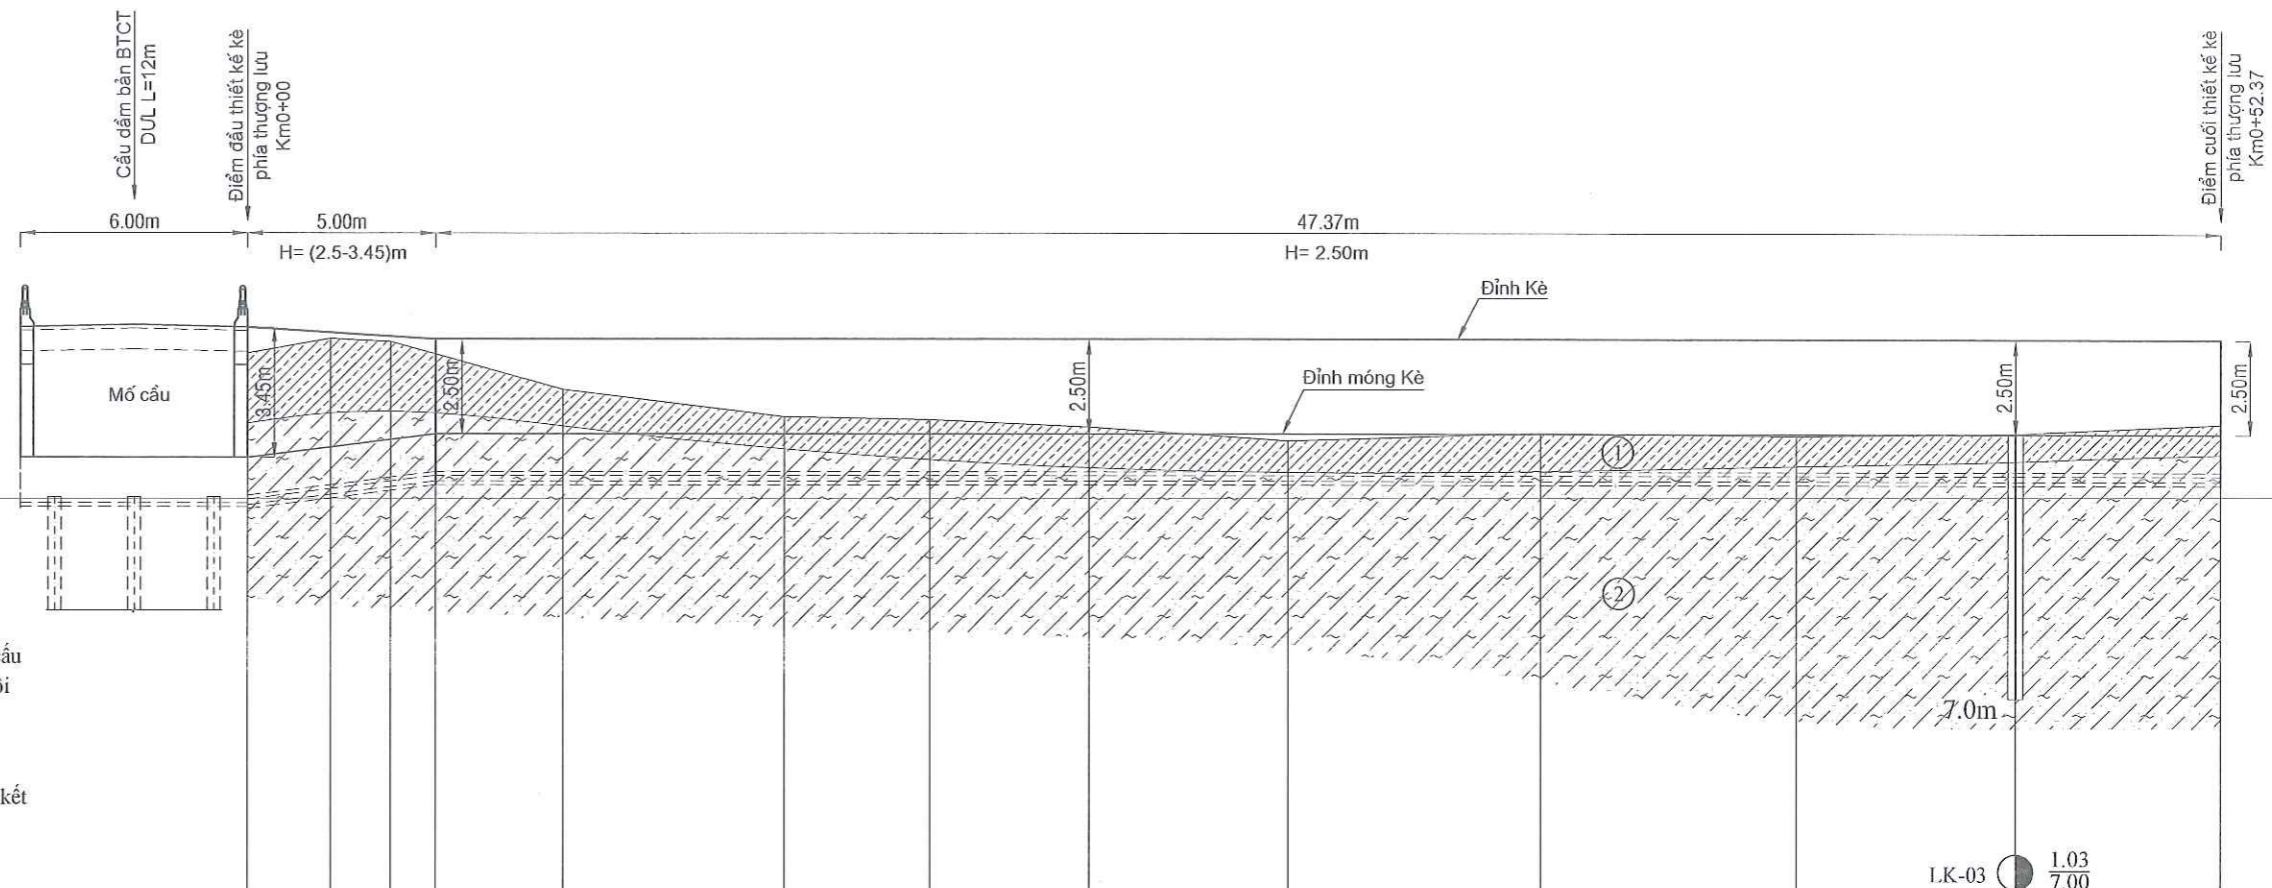 Cầu dầm bản BTCT
DƯL L=12m
Điểm đầu thiết kế kè
phía thượng lưu
Km0+00
Điểm cuối thiết kế kè
phía thượng lưu
Km0+52.37
6.00m
5.00m
47.37m
H= (2.5-3.45)m
H= 2.50m
Đỉnh Kè
Mố cầu
3.45m
2.50m
2.50m
Đỉnh móng Kè
2.50m
2.50m
1
2
ấu
ồi
7.0m
kết
LK-03
1.03
7.00